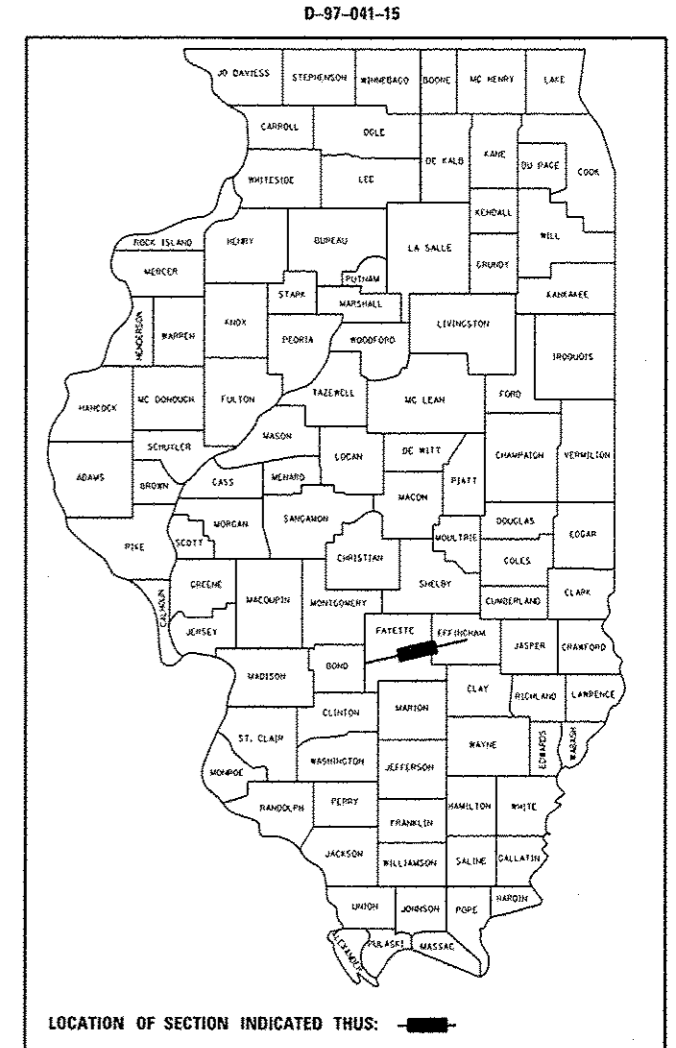 D-97-041-15
JO DAVIESS
STEPHENSON
WINNEBAGO
BOONE
MC HENRY
LAKE
CARROLL
OGLE
DE KALB
KANE
DU PAGE
COOK
WHITESIDE
LEE
KENDALL
WILL
ROCK ISLAND
HENRY
BUREAU
LA SALLE
GRUNDY
MERCER
PUTNAM
KANKAKEE
STARK
MARSHALL
HENDERSON
WARREN
KNOX
PEORIA
WOODFORD
LIVINGSTON
IROQUOIS
HANCOCK
MC DONOUGH
FULTON
TAZEWELL
MC LEAN
FORD
MASON
SCHUYLER
LOGAN
DE WITT
CHAMPAIGN
VERMILION
ADAMS
BROWN
CASS
MENARD
PIATT
MACON
MORGAN
SANGAMON
DOUGLAS
EDGAR
PIKE
SCOTT
CHRISTIAN
MOULTRIE
COLES
GREENE
MACOUPIN
MONTGOMERY
SHELBY
CUMBERLAND
CLARK
CALHOUN
JERSEY
FAYETTE
EFFINGHAM
JASPER
CRAWFORD
MADISON
BOND
CLAY
RICHLAND
LAWRENCE
CLINTON
MARION
ST. CLAIR
WAYNE
EDWARDS
WABASH
WASHINGTON
JEFFERSON
MONROE
RANDOLPH
PERRY
HAMILTON
WHITE
FRANKLIN
JACKSON
WILLIAMSON
SALINE
GALLATIN
UNION
JOHNSON
POPE
HARDIN
ALEXANDER
PULASKI
MASSAC
LOCATION OF SECTION INDICATED THUS: